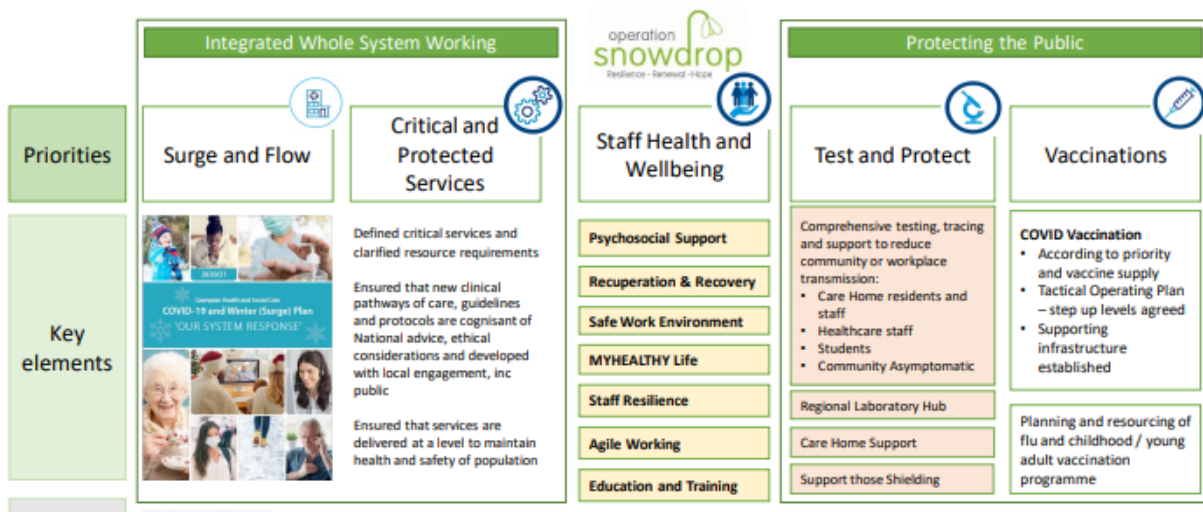 Integrated Whole System Working
operation
snowdrop
Resilience - Renewal - Hope
Protecting the Public
Priorities
Surge and Flow
Critical and
Protected
Services
Staff Health and
Wellbeing
Test and Protect
Vaccinations
Key
elements
2020/21
Grampian Health and Social Care
COVID-19 and Winter (Surge) Plan
'OUR SYSTEM RESPONSE'
Defined critical services and
clarified resource requirements
Ensured that new clinical
pathways of care, guidelines
and protocols are cognisant of
National advice, ethical
considerations and developed
with local engagement, inc
public
Ensured that services are
delivered at a level to maintain
health and safety of population
Psychosocial Support
Recuperation & Recovery
Safe Work Environment
MYHEALTHY Life
Staff Resilience
Agile Working
Education and Training
Comprehensive testing, tracing
and support to reduce
community or workplace
transmission:
• Care Home residents and
staff
• Healthcare staff
• Students
• Community Asymptomatic
Regional Laboratory Hub
Care Home Support
Support those Shielding
COVID Vaccination
• According to priority
and vaccine supply
• Tactical Operating Plan
– step up levels agreed
• Supporting
infrastructure
established
Planning and resourcing of
flu and childhood / young
adult vaccination
programme